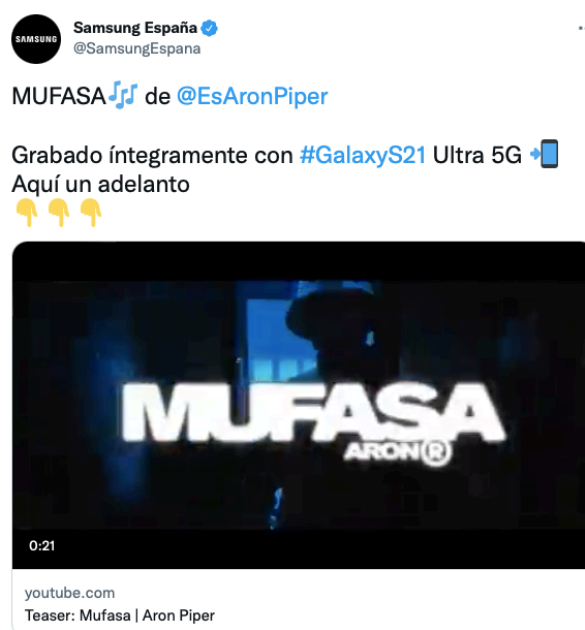 SAMSUNG
Samsung España
@SamsungEspana
MUFASA🎶 de @EsAronPiper
Grabado íntegramente con #GalaxyS21 Ultra 5G 📲
Aquí un adelanto
👇👇👇
MUFASA
ARON®
0:21
youtube.com
Teaser: Mufasa | Aron Piper